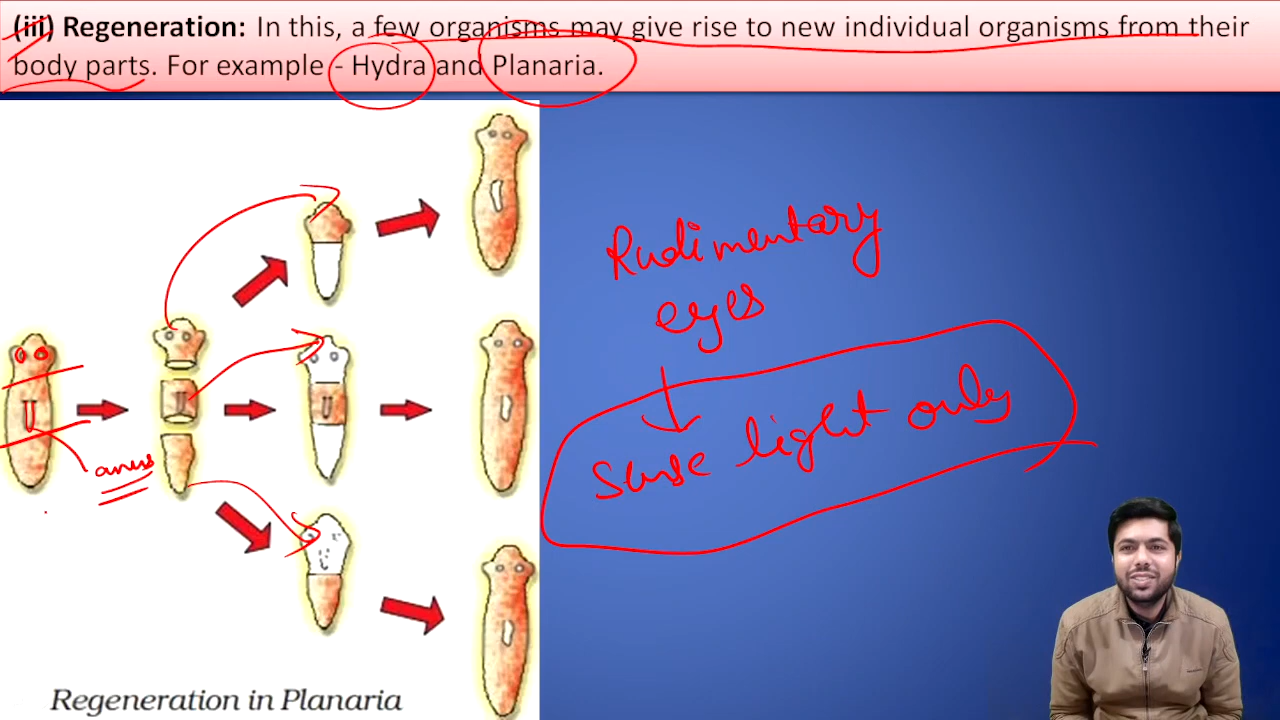 (iii) Regeneration: In this, a few organisms may give rise to new individual organisms from their
body parts. For example - Hydra and Planaria.
Rudimentary
eyes
sense light only
anus
Regeneration in Planaria